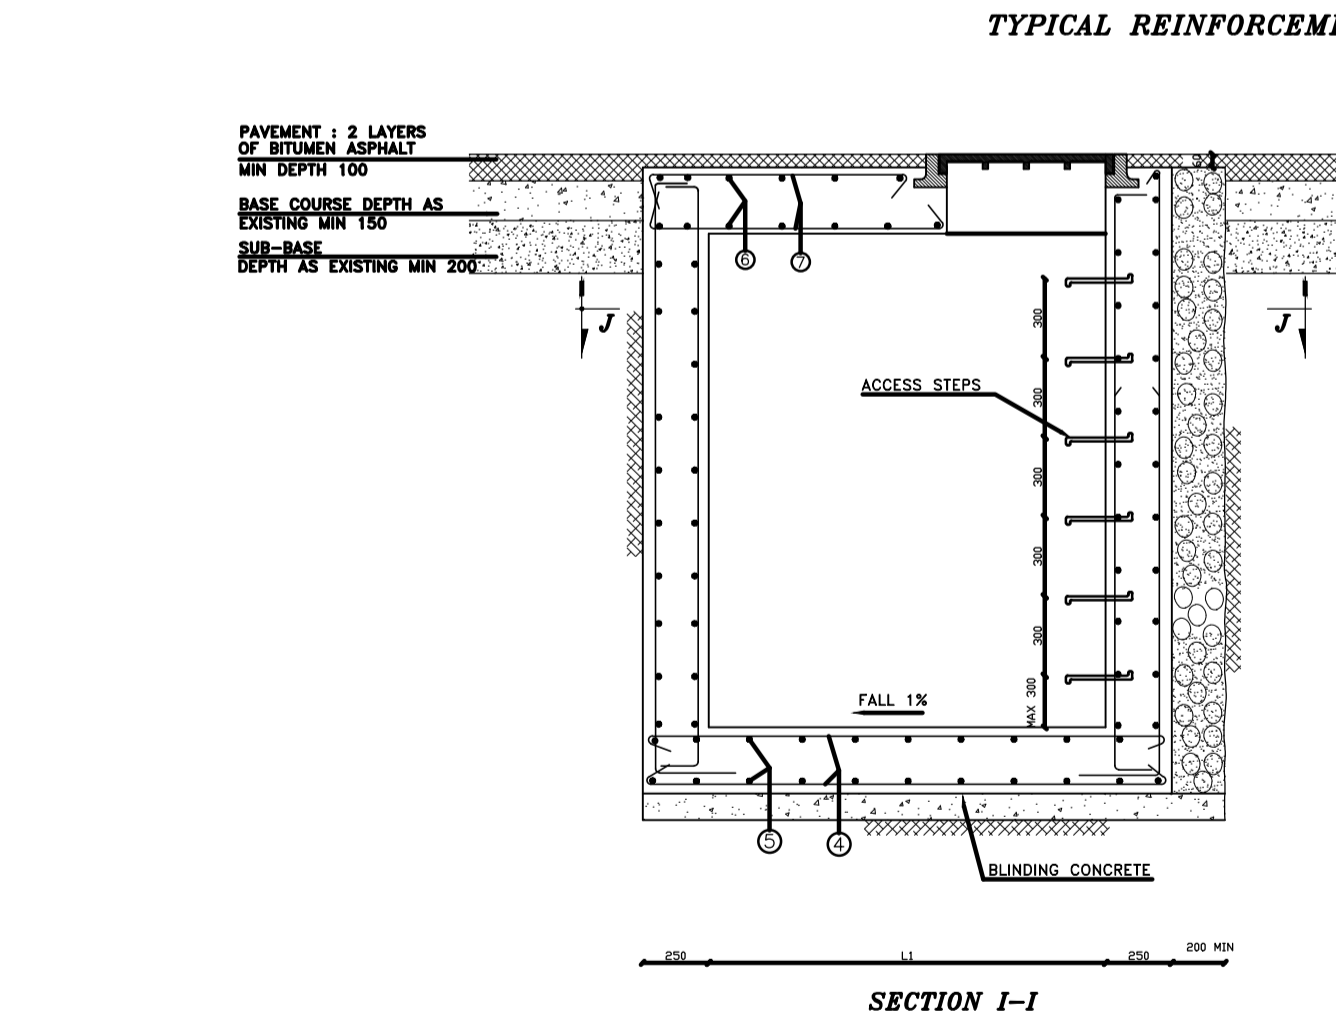 TYPICAL REINFORCEME
PAVEMENT : 2 LAYERS
OF BITUMEN ASPHALT
MIN DEPTH 100
BASE COURSE DEPTH AS
EXISTING MIN 150
SUB-BASE
DEPTH AS EXISTING MIN 200
60
6
7
J
J
300
ACCESS STEPS
300
300
300
300
MAX 300
FALL 1%
5
4
BLINDING CONCRETE
250
L1
250
200 MIN
SECTION I-I